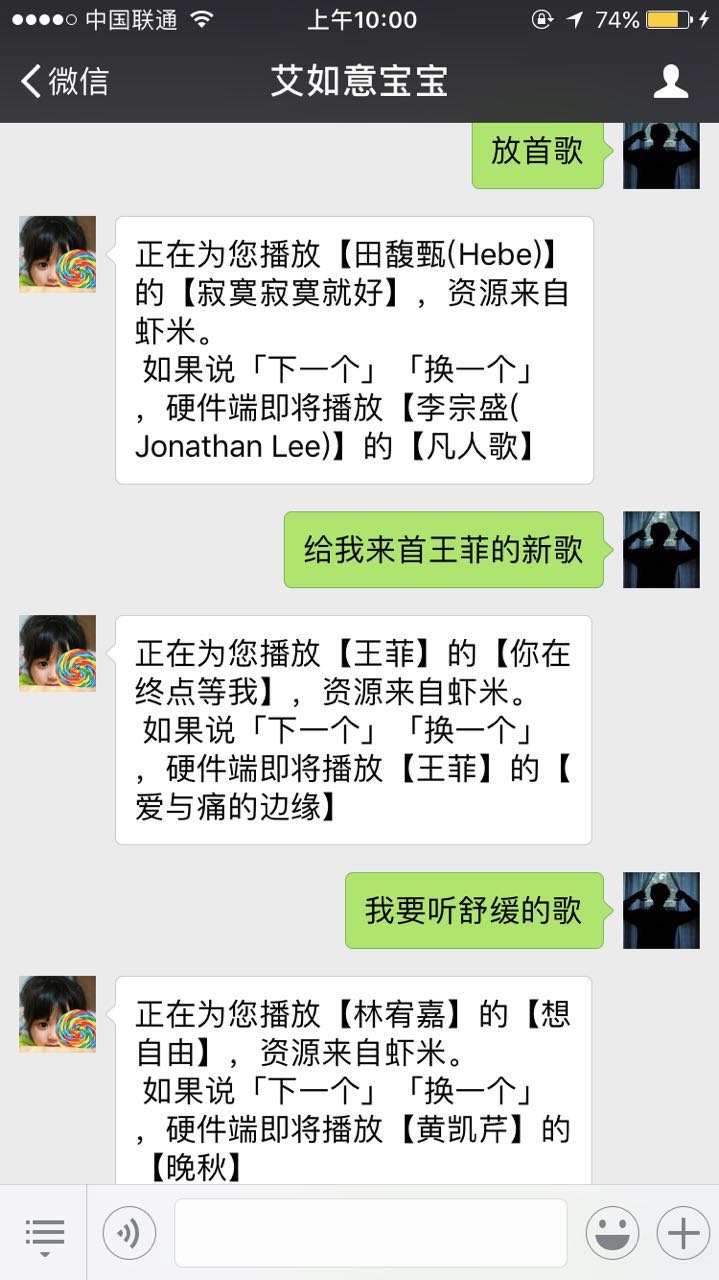 中国联通
上午10:00
74%
微信
艾如意宝宝
放首歌
正在为您播放【田馥甄(Hebe)】
的【寂寞寂寞就好】，资源来自
虾米。
如果说「下一个」「换一个」
，硬件端即将播放【李宗盛(
Jonathan Lee)】的【凡人歌】
给我来首王菲的新歌
正在为您播放【王菲】的【你在
终点等我】，资源来自虾米。
如果说「下一个」「换一个」
，硬件端即将播放【王菲】的【
爱与痛的边缘】
我要听舒缓的歌
正在为您播放【林宥嘉】的【想
自由】，资源来自虾米。
如果说「下一个」「换一个」
，硬件端即将播放【黄凯芹】的
【晚秋】